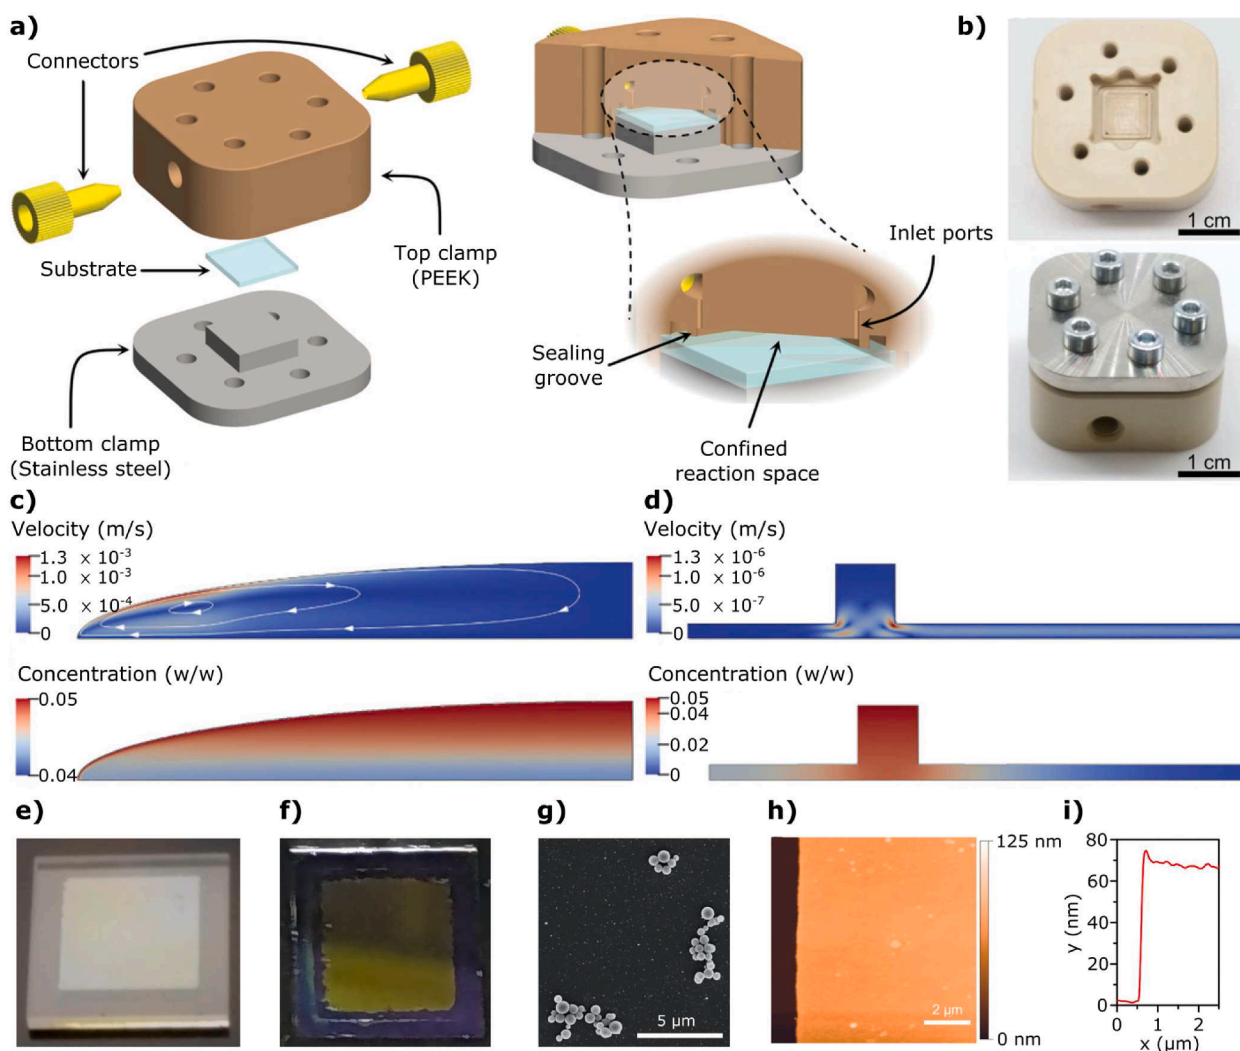 a)
Connectors
Substrate
Top clamp
(PEEK)
Bottom clamp
(Stainless steel)
Inlet ports
Sealing
groove
Confined
reaction space
b)
1 cm
1 cm
c)
Velocity (m/s)
1.3 × 10⁻³
1.0 × 10⁻³
5.0 × 10⁻⁴
0
Concentration (w/w)
0.05
0.04
d)
Velocity (m/s)
1.3 × 10⁻⁶
1.0 × 10⁻⁶
5.0 × 10⁻⁷
0
Concentration (w/w)
0.05
0.04
0.02
0
e)
f)
g)
5 µm
h)
125 nm
2 µm
0 nm
i)
80
60
40
20
0
y (nm)
0 1 2
x (µm)